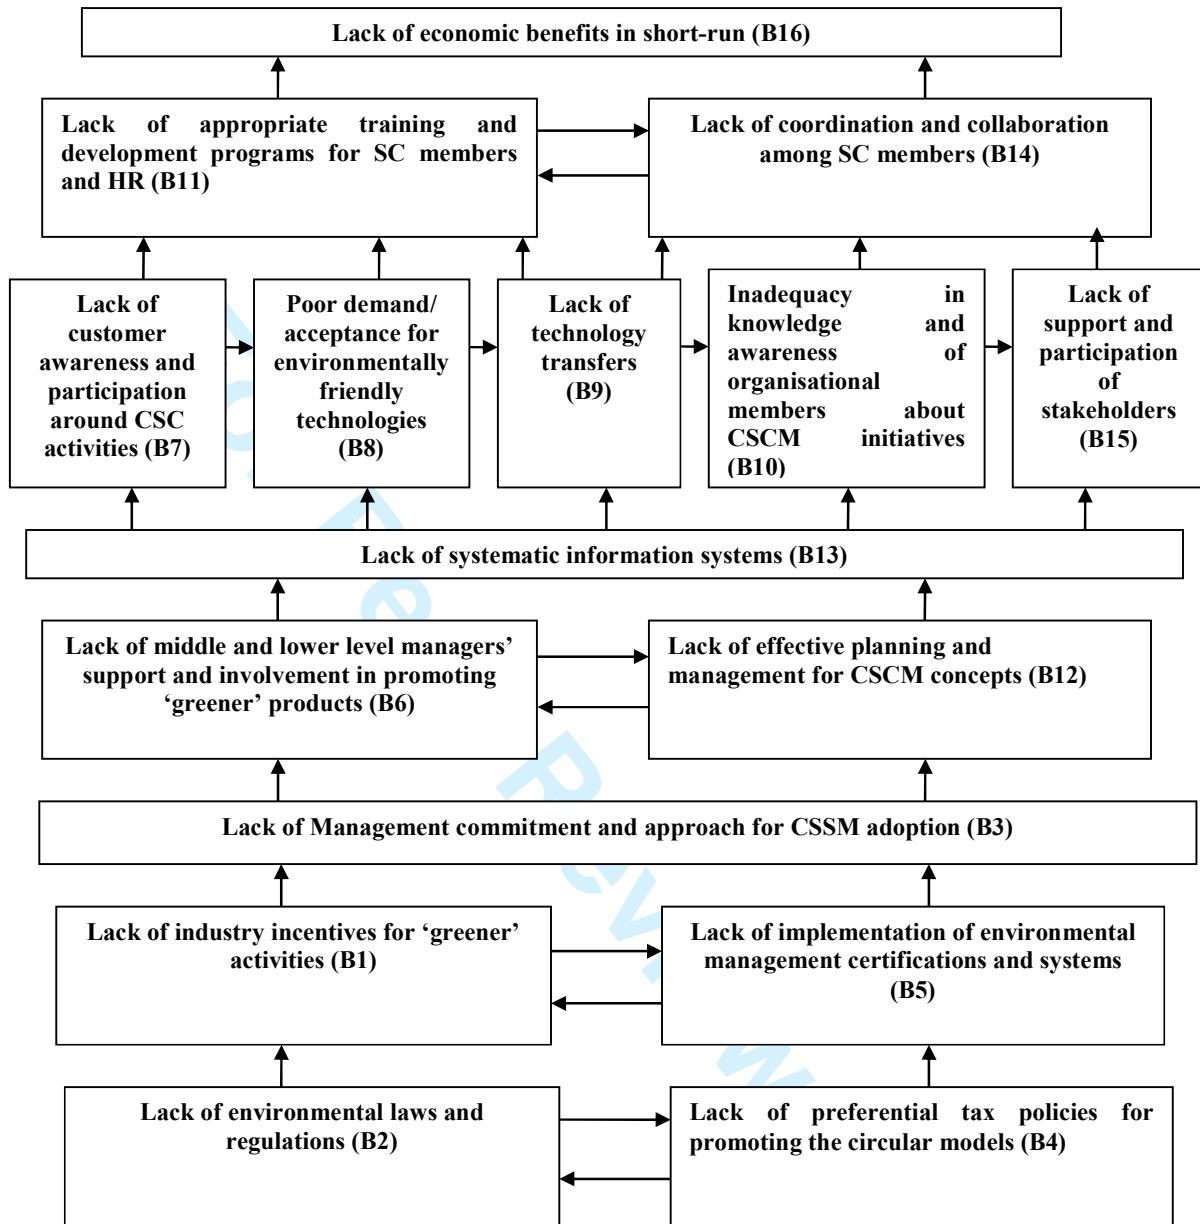 Lack of economic benefits in short-run (B16)
Lack of appropriate training and
development programs for SC members
and HR (B11)
Lack of coordination and collaboration
among SC members (B14)
Lack of
customer
awareness and
participation
around CSC
activities (B7)
Poor demand/
acceptance for
environmentally
friendly
technologies
(B8)
Lack of
technology
transfers
(B9)
Inadequacy in
knowledge and
awareness of
organisational
members about
CSCM initiatives
(B10)
Lack of
support and
participation
of
stakeholders
(B15)
Lack of systematic information systems (B13)
Lack of middle and lower level managers’
support and involvement in promoting
‘greener’ products (B6)
Lack of effective planning and
management for CSCM concepts (B12)
Lack of Management commitment and approach for CSSM adoption (B3)
Lack of industry incentives for ‘greener’
activities (B1)
Lack of implementation of environmental
management certifications and systems
(B5)
Lack of environmental laws and
regulations (B2)
Lack of preferential tax policies for
promoting the circular models (B4)